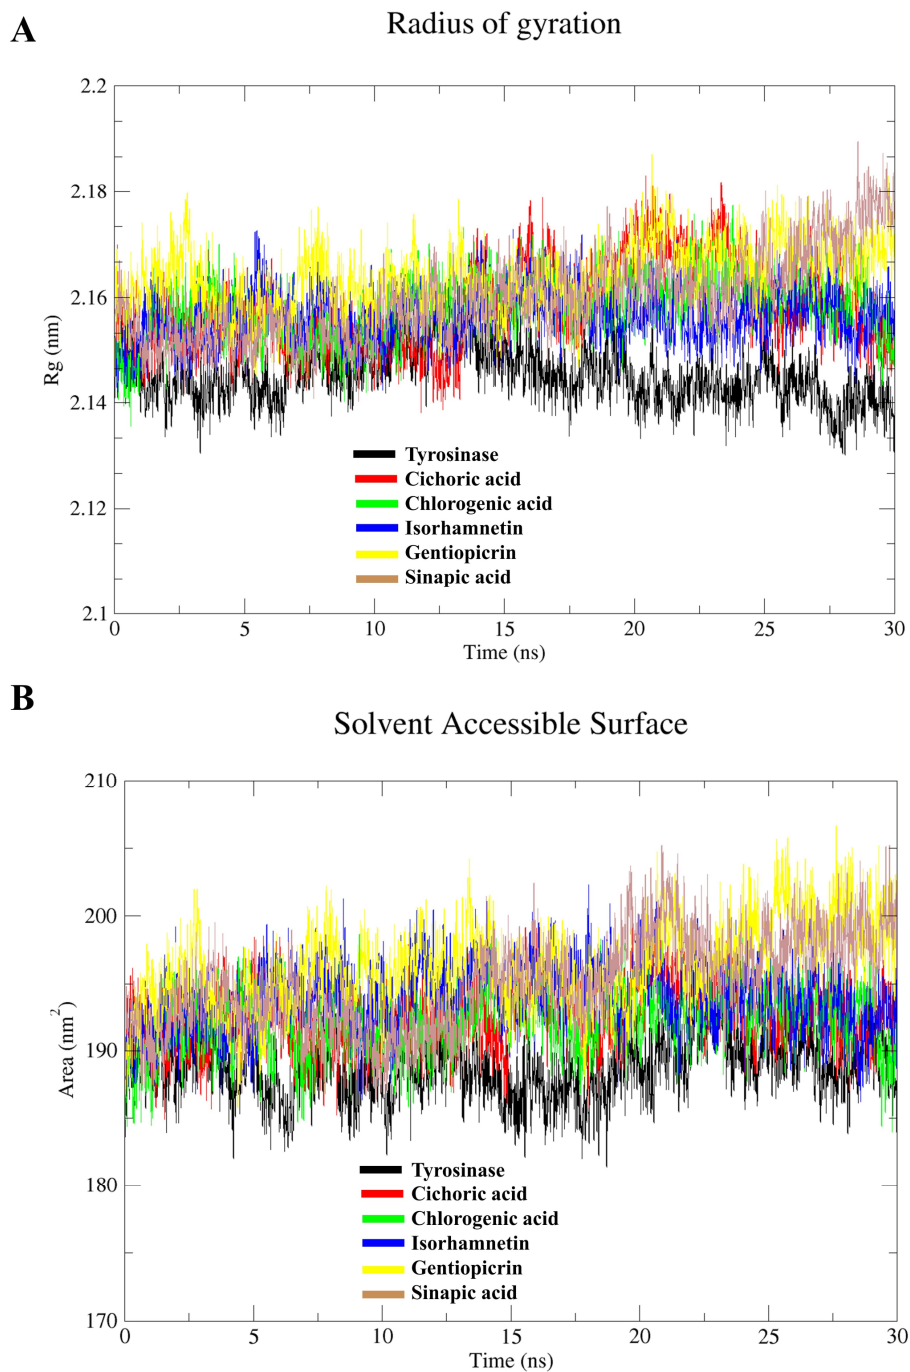 A
Radius of gyration
2.2
2.18
2.16
2.14
2.12
2.1
Rg (nm)
Tyrosinase
Cichoric acid
Chlorogenic acid
Isorhamnetin
Gentiopicrin
Sinapic acid
0 5 10 15 20 25 30
Time (ns)
B
Solvent Accessible Surface
210
200
190
180
170
Area (nm²)
Tyrosinase
Cichoric acid
Chlorogenic acid
Isorhamnetin
Gentiopicrin
Sinapic acid
0 5 10 15 20 25 30
Time (ns)